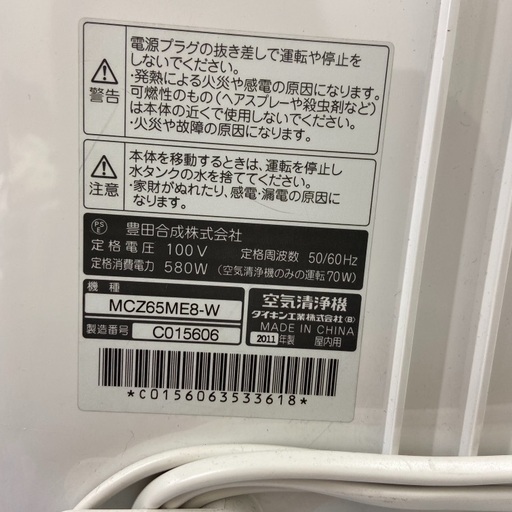 電源プラグの抜き差しで運転や停止を
しないでください。
・発熱による火災や感電の原因になります。
可燃性のもの(ヘアスプレーや殺虫剤など)
は本体の近くで使用しないでください。
・火災や故障の原因になります。
警告
本体を移動するときは、運転を停止し
水タンクの水を捨ててください。
・家財がぬれたり、感電・漏電の原因に
なります。
注意
PS
E
豊田合成株式会社
定格電圧 100V 定格周波数 50/60Hz
定格消費電力 580W (空気清浄機のみの運転70W)
機種
MCZ65ME8-W
製造番号 C015606
空気清浄機
ダイキン工業株式会社(B)
MADE IN CHINA
2011年製 屋内用
*C0156063533618*